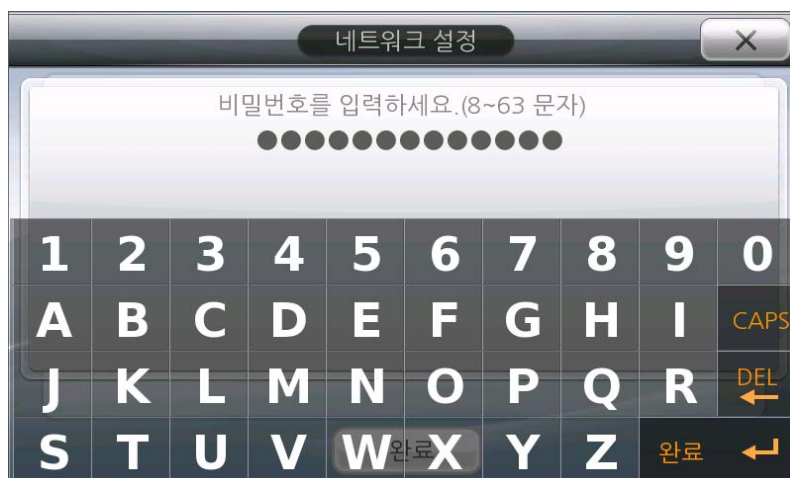 네트워크 설정
비밀번호를 입력하세요.(8~63 문자)
1 2 3 4 5 6 7 8 9 0
A B C D E F G H I CAPS
J K L M N O P Q R DEL
S T U V W X Y Z 완료
완료